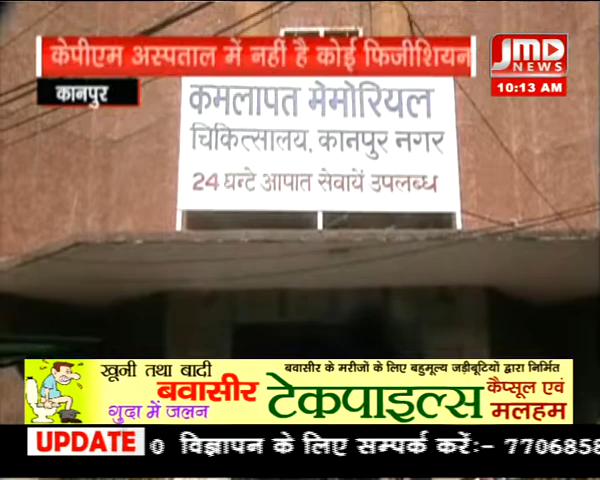 केपीएम अस्पताल में नहीं है कोई फिजीशियन
JMD
NEWS
10:13 AM
कानपुर
कमलापत मेमोरियल
चिकित्सालय, कानपुर नगर
24 घन्टे आपात सेवायें उपलब्ध
खूनी तथा बादी
बवासीर
गुदा में जलन
बवासीर के मरीजों के लिए बहुमूल्य जड़ीबूटियों द्वारा निर्मित
टेकपाइल्स
कैप्सूल एवं
मलहम
UPDATE 0 विज्ञापन के लिए सम्पर्क करेंः- 7706858